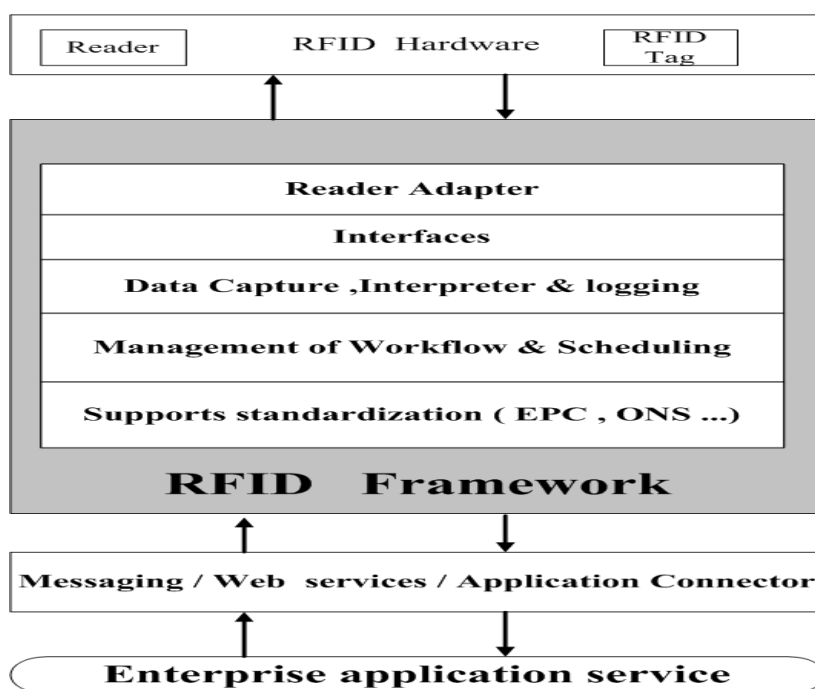 Reader
RFID Hardware
RFID
Tag
Reader Adapter
Interfaces
Data Capture ,Interpreter & logging
Management of Workflow & Scheduling
Supports standardization ( EPC , ONS ...)
RFID Framework
Messaging / Web services / Application Connector
Enterprise application service